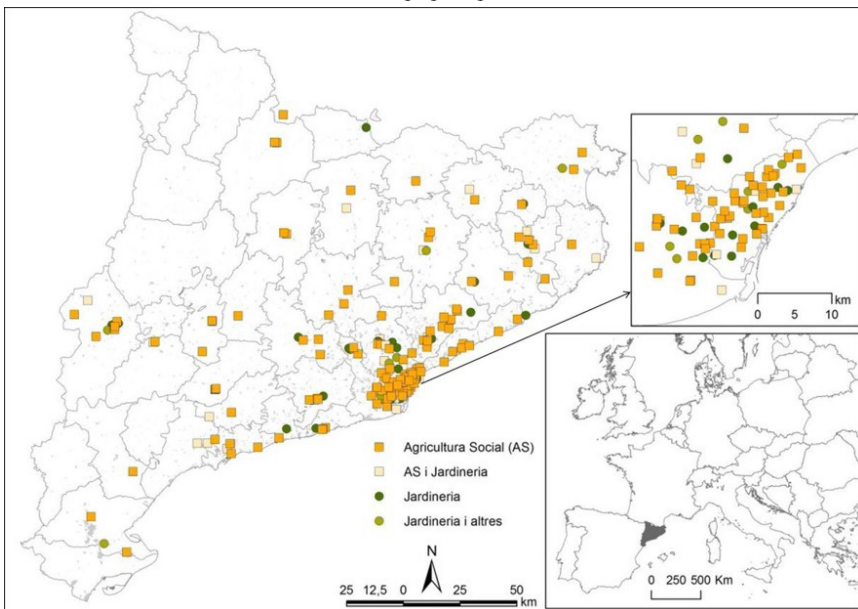 0 5 10
km
Agricultura Social (AS)
AS i Jardineria
Jardineria
Jardineria i altres
N
25 12,5 0 25 50
km
0 250 500 Km